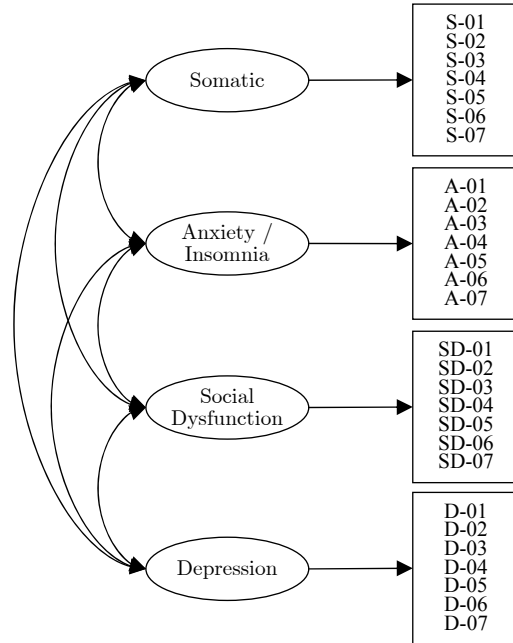 Somatic
S-01
S-02
S-03
S-04
S-05
S-06
S-07
Anxiety /
Insomnia
A-01
A-02
A-03
A-04
A-05
A-06
A-07
Social
Dysfunction
SD-01
SD-02
SD-03
SD-04
SD-05
SD-06
SD-07
Depression
D-01
D-02
D-03
D-04
D-05
D-06
D-07